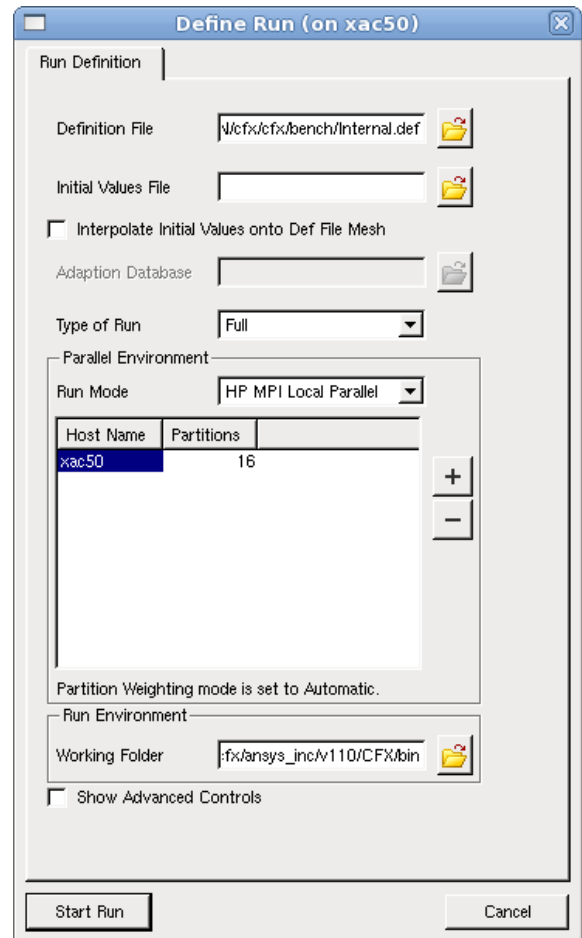 Define Run (on xac50)
Run Definition
Definition File
/cfx/cfx/bench/Internal.def
Initial Values File
Interpolate Initial Values onto Def File Mesh
Adaption Database
Type of Run Full
Parallel Environment
Run Mode HP MPI Local Parallel
Host Name Partitions
xac50 16
+
−
Partition Weighting mode is set to Automatic.
Run Environment
Working Folder :fx/ansys_inc/v110/CFX/bin
Show Advanced Controls
Start Run Cancel